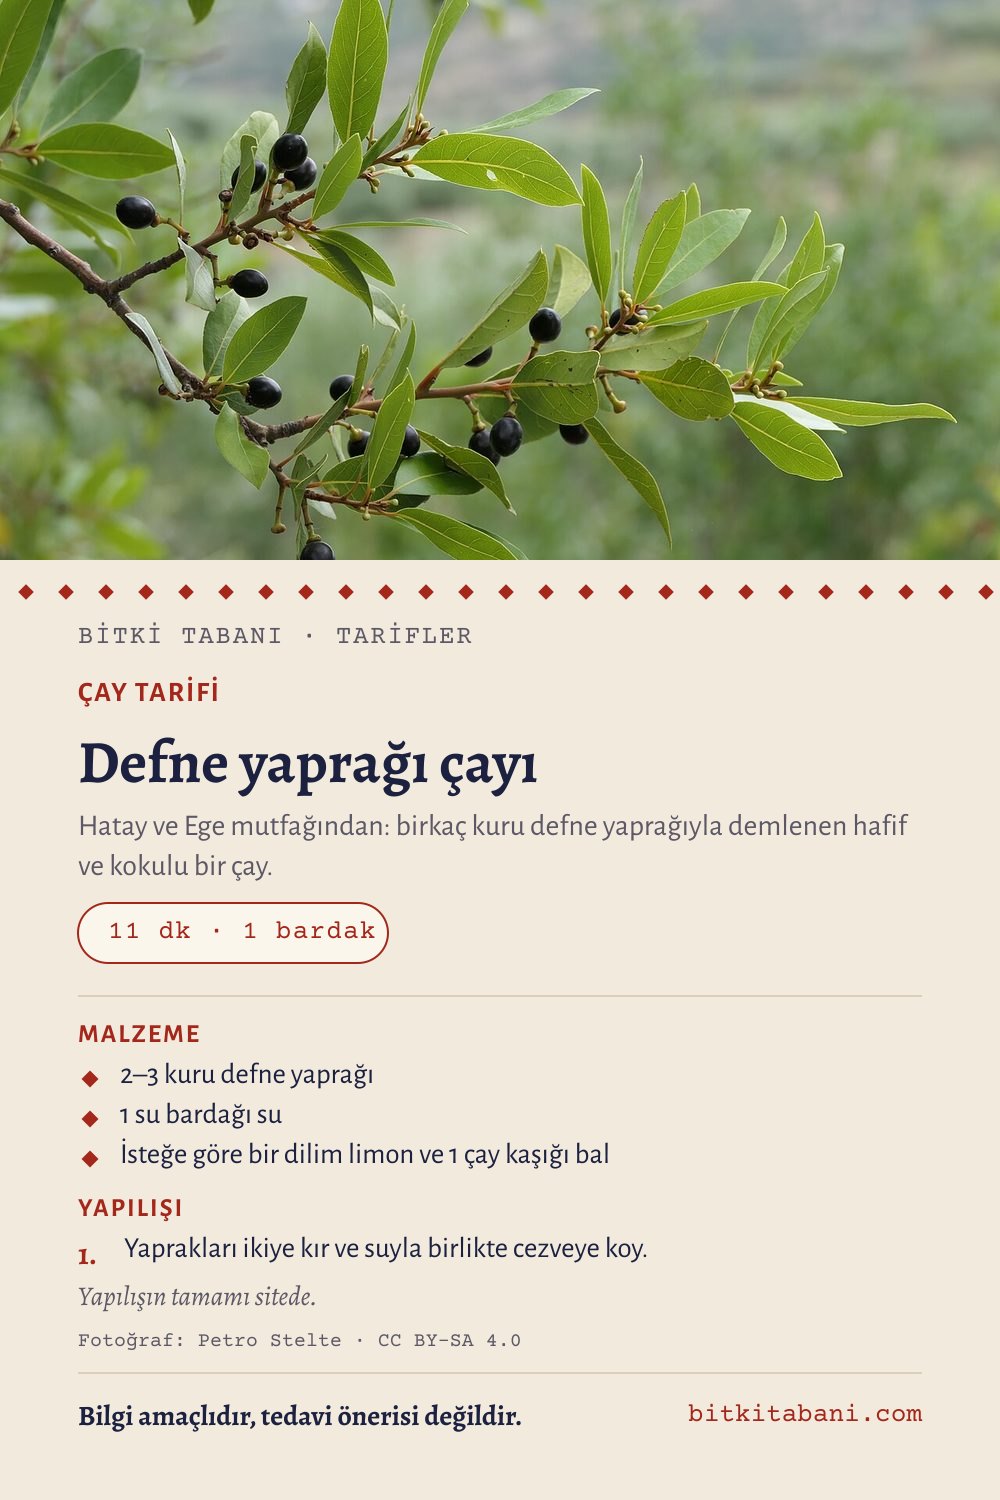 BİTKİ TABANI · TARİFLER
ÇAY TARİFİ
Defne yaprağı çayı
Hatay ve Ege mutfağından: birkaç kuru defne yaprağıyla demlenen hafif
ve kokulu bir çay.
11 dk · 1 bardak
MALZEME
2–3 kuru defne yaprağı
1 su bardağı su
İsteğe göre bir dilim limon ve 1 çay kaşığı bal
YAPILIŞI
1. Yaprakları ikiye kır ve suyla birlikte cezveye koy.
Yapılışın tamamı sitede.
Fotoğraf: Petro Stelte · CC BY-SA 4.0
Bilgi amaçlıdır, tedavi önerisi değildir.
bitkitabani.com